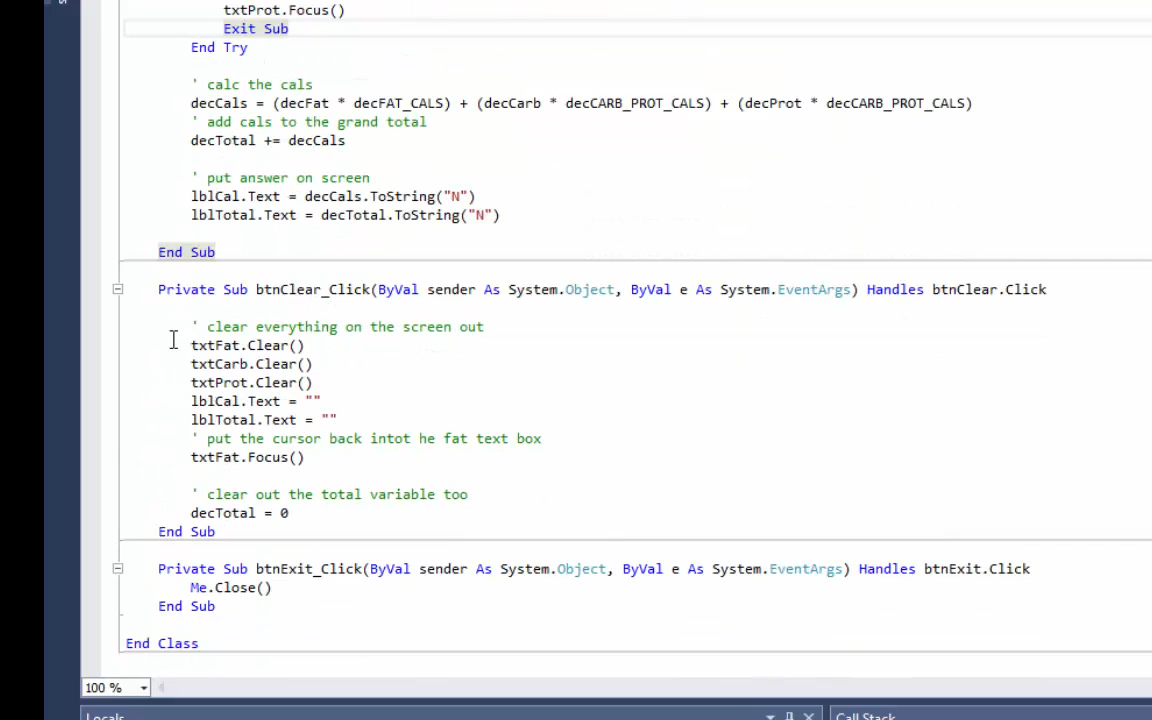 txtProt.Focus()
Exit Sub
End Try
' calc the cals
decCals = (decFat * decFAT_CALS) + (decCarb * decCARB_PROT_CALS) + (decProt * decCARB_PROT_CALS)
' add cals to the grand total
decTotal += decCals
' put answer on screen
lblCal.Text = decCals.ToString("N")
lblTotal.Text = decTotal.ToString("N")
End Sub
Private Sub btnClear_Click(ByVal sender As System.Object, ByVal e As System.EventArgs) Handles btnClear.Click
' clear everything on the screen out
txtFat.Clear()
txtCarb.Clear()
txtProt.Clear()
lblCal.Text = ""
lblTotal.Text = ""
' put the cursor back intot he fat text box
txtFat.Focus()
' clear out the total variable too
decTotal = 0
End Sub
Private Sub btnExit_Click(ByVal sender As System.Object, ByVal e As System.EventArgs) Handles btnExit.Click
Me.Close()
End Sub
End Class
100 %
Locals
Call Stack